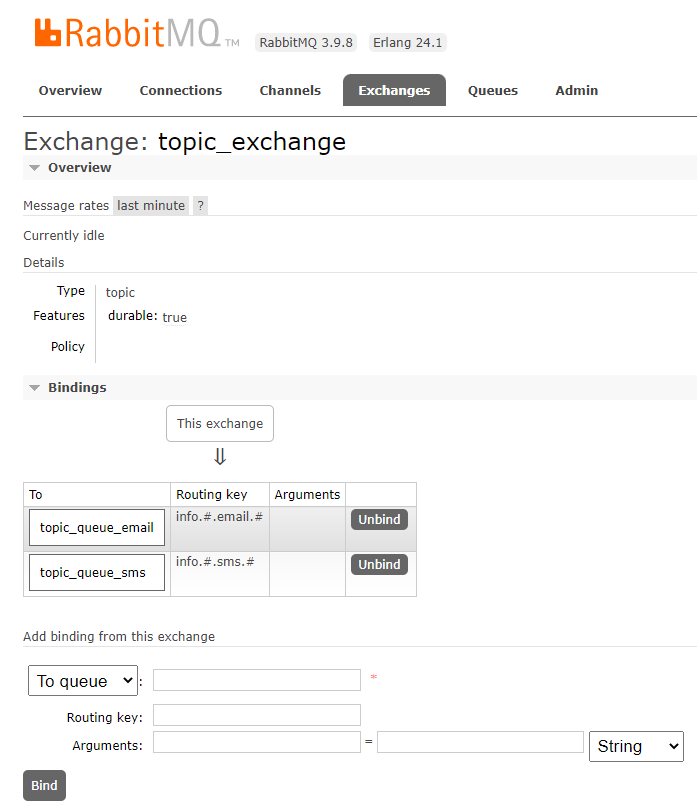 RabbitMQ TM RabbitMQ 3.9.8 Erlang 24.1
Overview Connections Channels Exchanges Queues Admin
Exchange: topic_exchange
Overview
Message rates last minute ?
Currently idle
Details
Type topic
Features durable: true
Policy
Bindings
This exchange
⇓
To Routing key Arguments
topic_queue_email info.#.email.# Unbind
topic_queue_sms info.#.sms.# Unbind
Add binding from this exchange
To queue : *
Routing key:
Arguments: = String
Bind